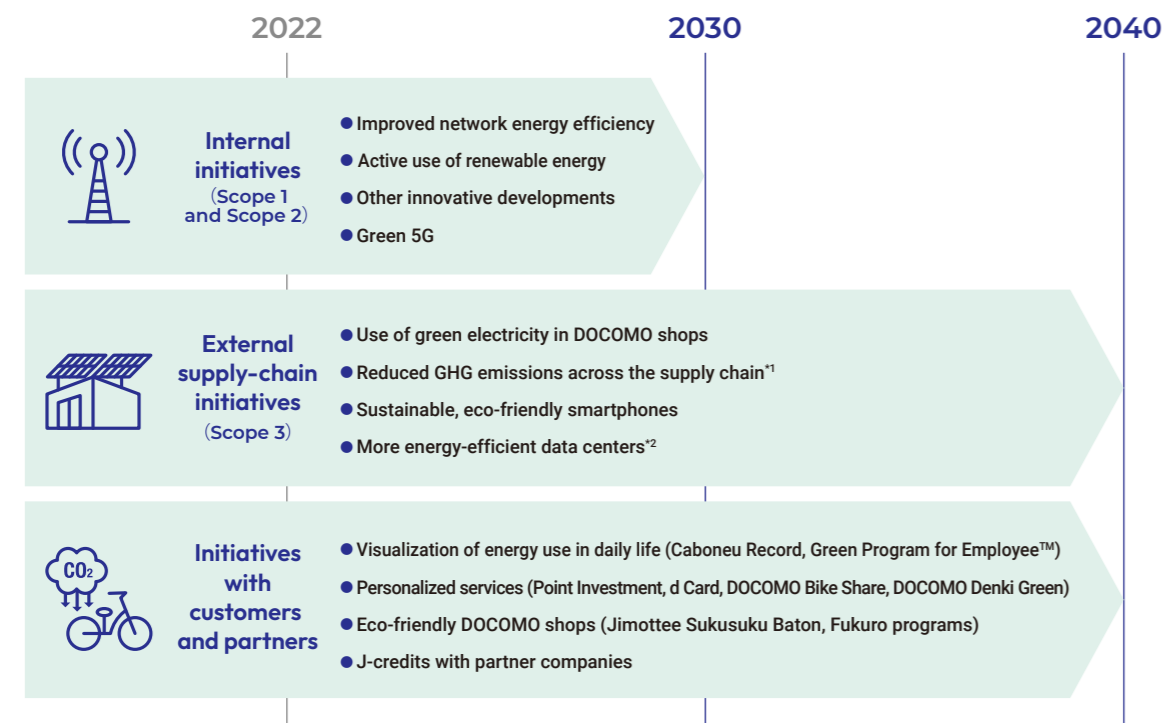 2022 2030 2040
Internal
initiatives
(Scope 1
and Scope 2)
● Improved network energy efficiency
● Active use of renewable energy
● Other innovative developments
● Green 5G
External
supply-chain
initiatives
(Scope 3)
● Use of green electricity in DOCOMO shops
● Reduced GHG emissions across the supply chain*1
● Sustainable, eco-friendly smartphones
● More energy-efficient data centers*2
CO₂
Initiatives
with
customers
and partners
● Visualization of energy use in daily life (Caboneu Record, Green Program for Employee™)
● Personalized services (Point Investment, d Card, DOCOMO Bike Share, DOCOMO Denki Green)
● Eco-friendly DOCOMO shops (Jimottee Sukusuku Baton, Fukuro programs)
● J-credits with partner companies